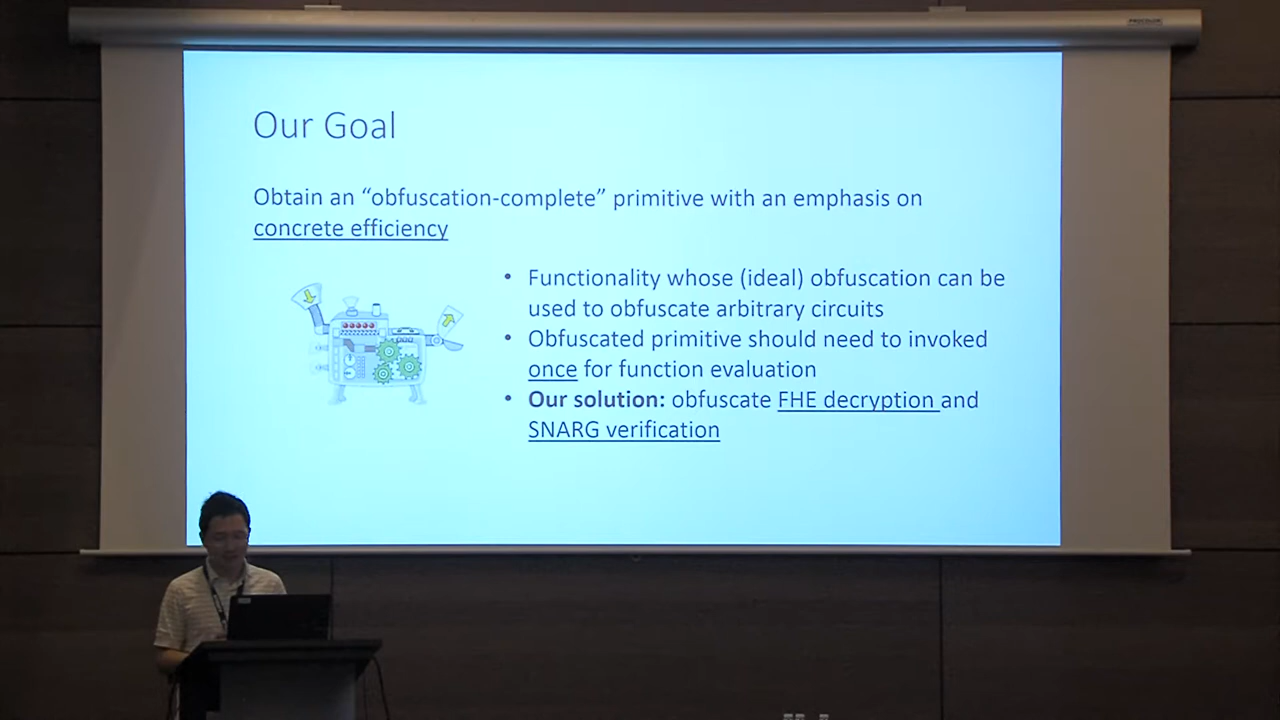 PROCOLOR
Our Goal
Obtain an “obfuscation-complete” primitive with an emphasis on
concrete efficiency
• Functionality whose (ideal) obfuscation can be
used to obfuscate arbitrary circuits
• Obfuscated primitive should need to invoked
once for function evaluation
• Our solution: obfuscate FHE decryption and
SNARG verification